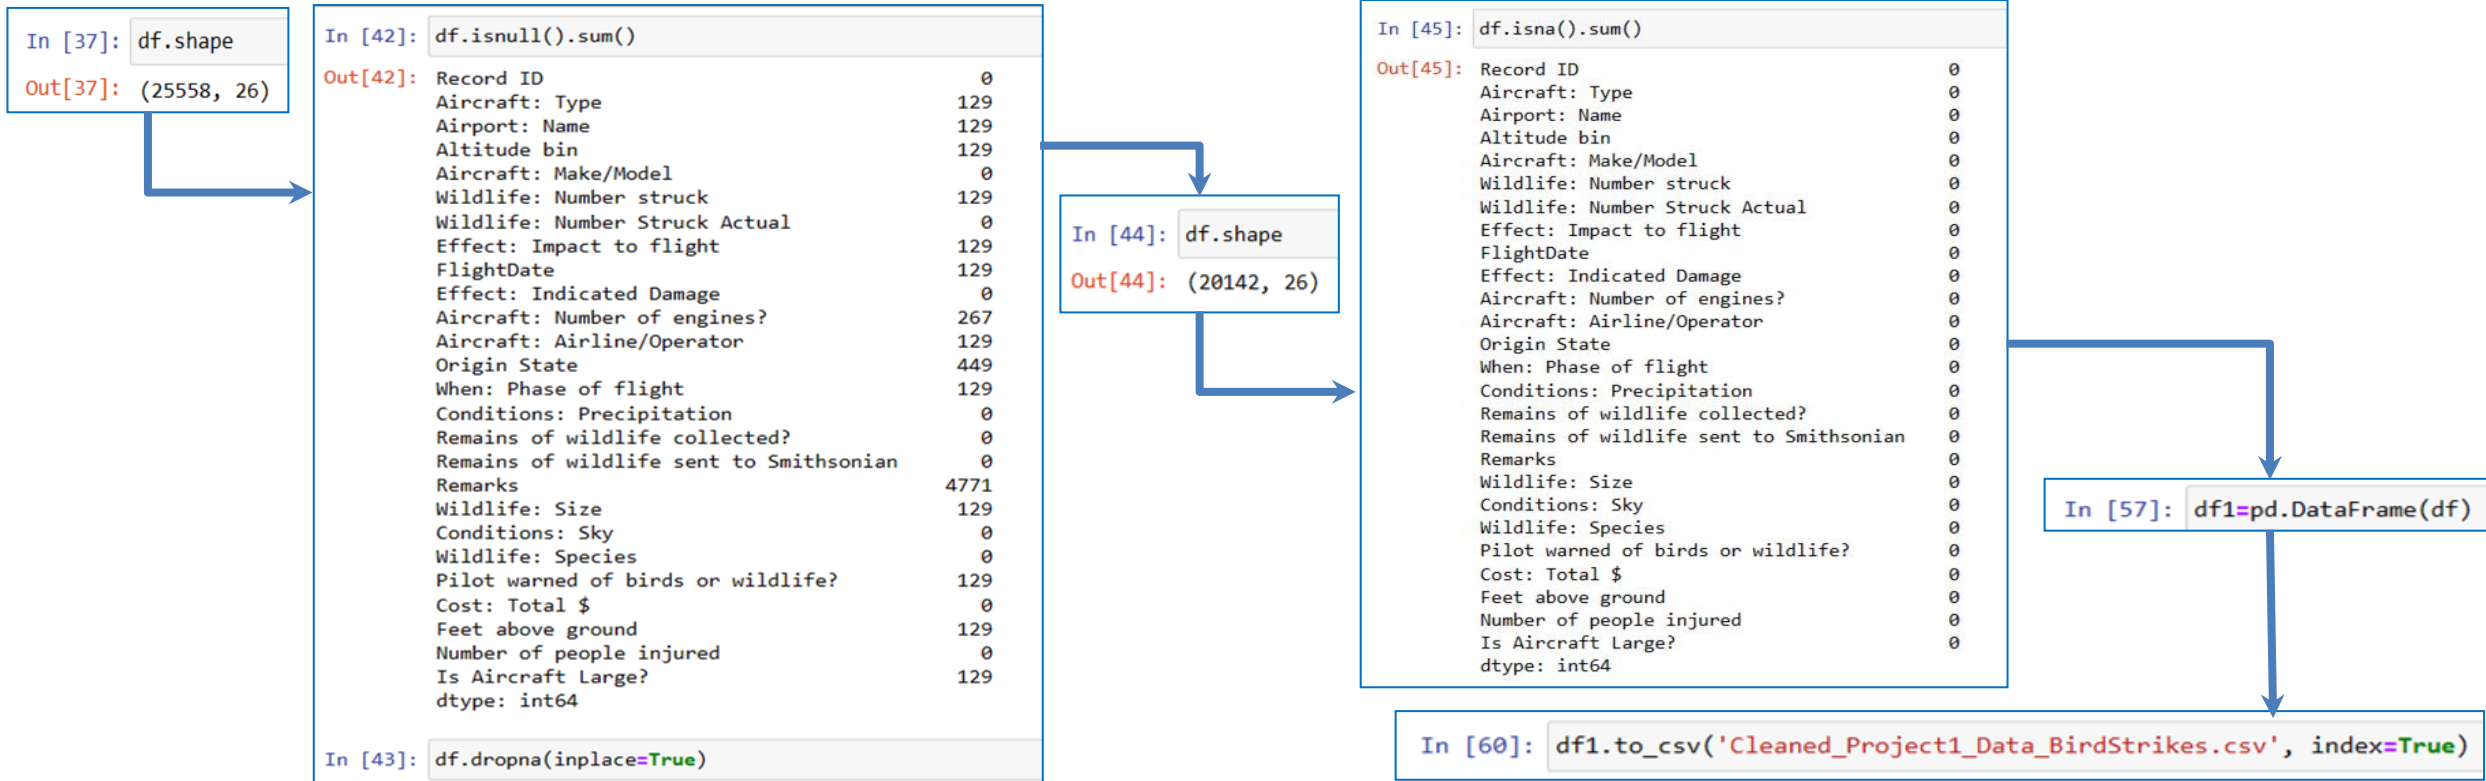 In [37]: df.shape
Out[37]: (25558, 26)
In [42]: df.isnull().sum()
Out[42]: Record ID 0
Aircraft: Type 129
Airport: Name 129
Altitude bin 129
Aircraft: Make/Model 0
Wildlife: Number struck 129
Wildlife: Number Struck Actual 0
Effect: Impact to flight 129
FlightDate 129
Effect: Indicated Damage 0
Aircraft: Number of engines? 267
Aircraft: Airline/Operator 129
Origin State 449
When: Phase of flight 129
Conditions: Precipitation 0
Remains of wildlife collected? 0
Remains of wildlife sent to Smithsonian 0
Remarks 4771
Wildlife: Size 129
Conditions: Sky 0
Wildlife: Species 0
Pilot warned of birds or wildlife? 129
Cost: Total $ 0
Feet above ground 129
Number of people injured 0
Is Aircraft Large? 129
dtype: int64
In [43]: df.dropna(inplace=True)
In [44]: df.shape
Out[44]: (20142, 26)
In [45]: df.isna().sum()
Out[45]: Record ID 0
Aircraft: Type 0
Airport: Name 0
Altitude bin 0
Aircraft: Make/Model 0
Wildlife: Number struck 0
Wildlife: Number Struck Actual 0
Effect: Impact to flight 0
FlightDate 0
Effect: Indicated Damage 0
Aircraft: Number of engines? 0
Aircraft: Airline/Operator 0
Origin State 0
When: Phase of flight 0
Conditions: Precipitation 0
Remains of wildlife collected? 0
Remains of wildlife sent to Smithsonian 0
Remarks 0
Wildlife: Size 0
Conditions: Sky 0
Wildlife: Species 0
Pilot warned of birds or wildlife? 0
Cost: Total $ 0
Feet above ground 0
Number of people injured 0
Is Aircraft Large? 0
dtype: int64
In [57]: df1=pd.DataFrame(df)
In [60]: df1.to_csv('Cleaned_Project1_Data_BirdStrikes.csv', index=True)